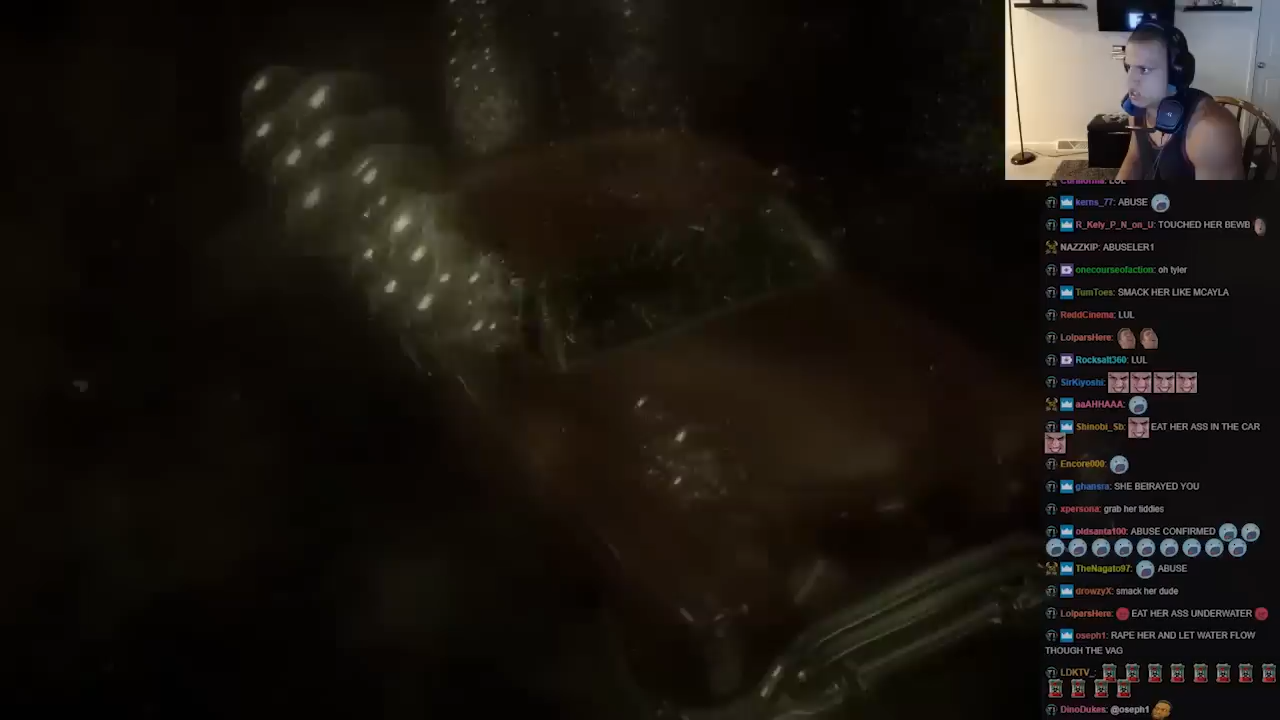 kerns_77: ABUSE
R_Kely_P_N_on_U: TOUCHED HER BEWB
NAZZKIP: ABUSELER1
onecourseofaction: oh tyler
TumToes: SMACK HER LIKE MCAYLA
ReddCinema: LUL
LolparsHere:
Rocksalt360: LUL
SirKiyoshi:
aaAHHAAA:
Shinobi_Sb: EAT HER ASS IN THE CAR
Encore000:
ghansra: SHE BETRAYED YOU
xpersona: grab her tiddies
oldsanta100: ABUSE CONFIRMED
TheNagato97: ABUSE
drowzyX: smack her dude
LolparsHere: EAT HER ASS UNDERWATER
oseph1: RAPE HER AND LET WATER FLOW
THOUGH THE VAG
LDKTV_:
DinoDukes: @oseph1